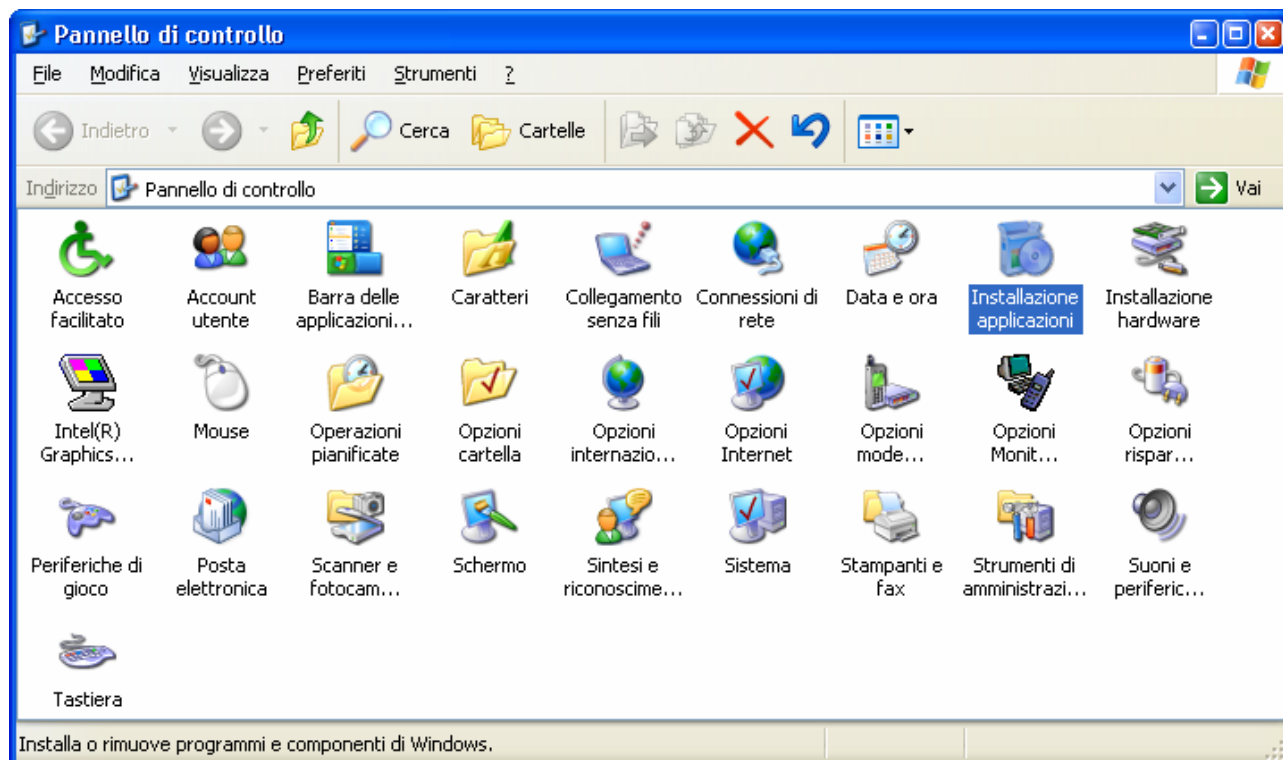 Pannello di controllo
File Modifica Visualizza Preferiti Strumenti ?
Indietro Cerca Cartelle
Indirizzo Pannello di controllo Vai
Accesso facilitato
Account utente
Barra delle applicazioni...
Caratteri
Collegamento senza fili
Connessioni di rete
Data e ora
Installazione applicazioni
Installazione hardware
Intel(R) Graphics...
Mouse
Operazioni pianificate
Opzioni cartella
Opzioni internazio...
Opzioni Internet
Opzioni mode...
Opzioni Monit...
Opzioni rispar...
Periferiche di gioco
Posta elettronica
Scanner e fotocam...
Schermo
Sintesi e riconoscime...
Sistema
Stampanti e fax
Strumenti di amministrazi...
Suoni e periferic...
Tastiera
Installa o rimuove programmi e componenti di Windows.